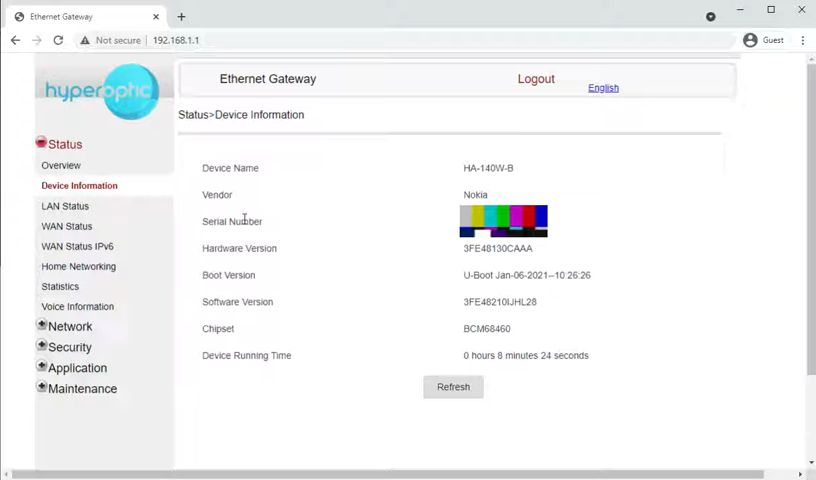 Ethernet Gateway
Not secure
192.168.1.1
Guest
hyperoptic
Ethernet Gateway
Logout
English
Status>Device Information
Status
Overview
Device Information
LAN Status
WAN Status
WAN Status IPv6
Home Networking
Statistics
Voice Information
Network
Security
Application
Maintenance
Device Name HA-140W-B
Vendor Nokia
Serial Number
Hardware Version 3FE48130CAAA
Boot Version U-Boot Jan-06-2021--10 26:26
Software Version 3FE48210IJHL28
Chipset BCM68460
Device Running Time 0 hours 8 minutes 24 seconds
Refresh